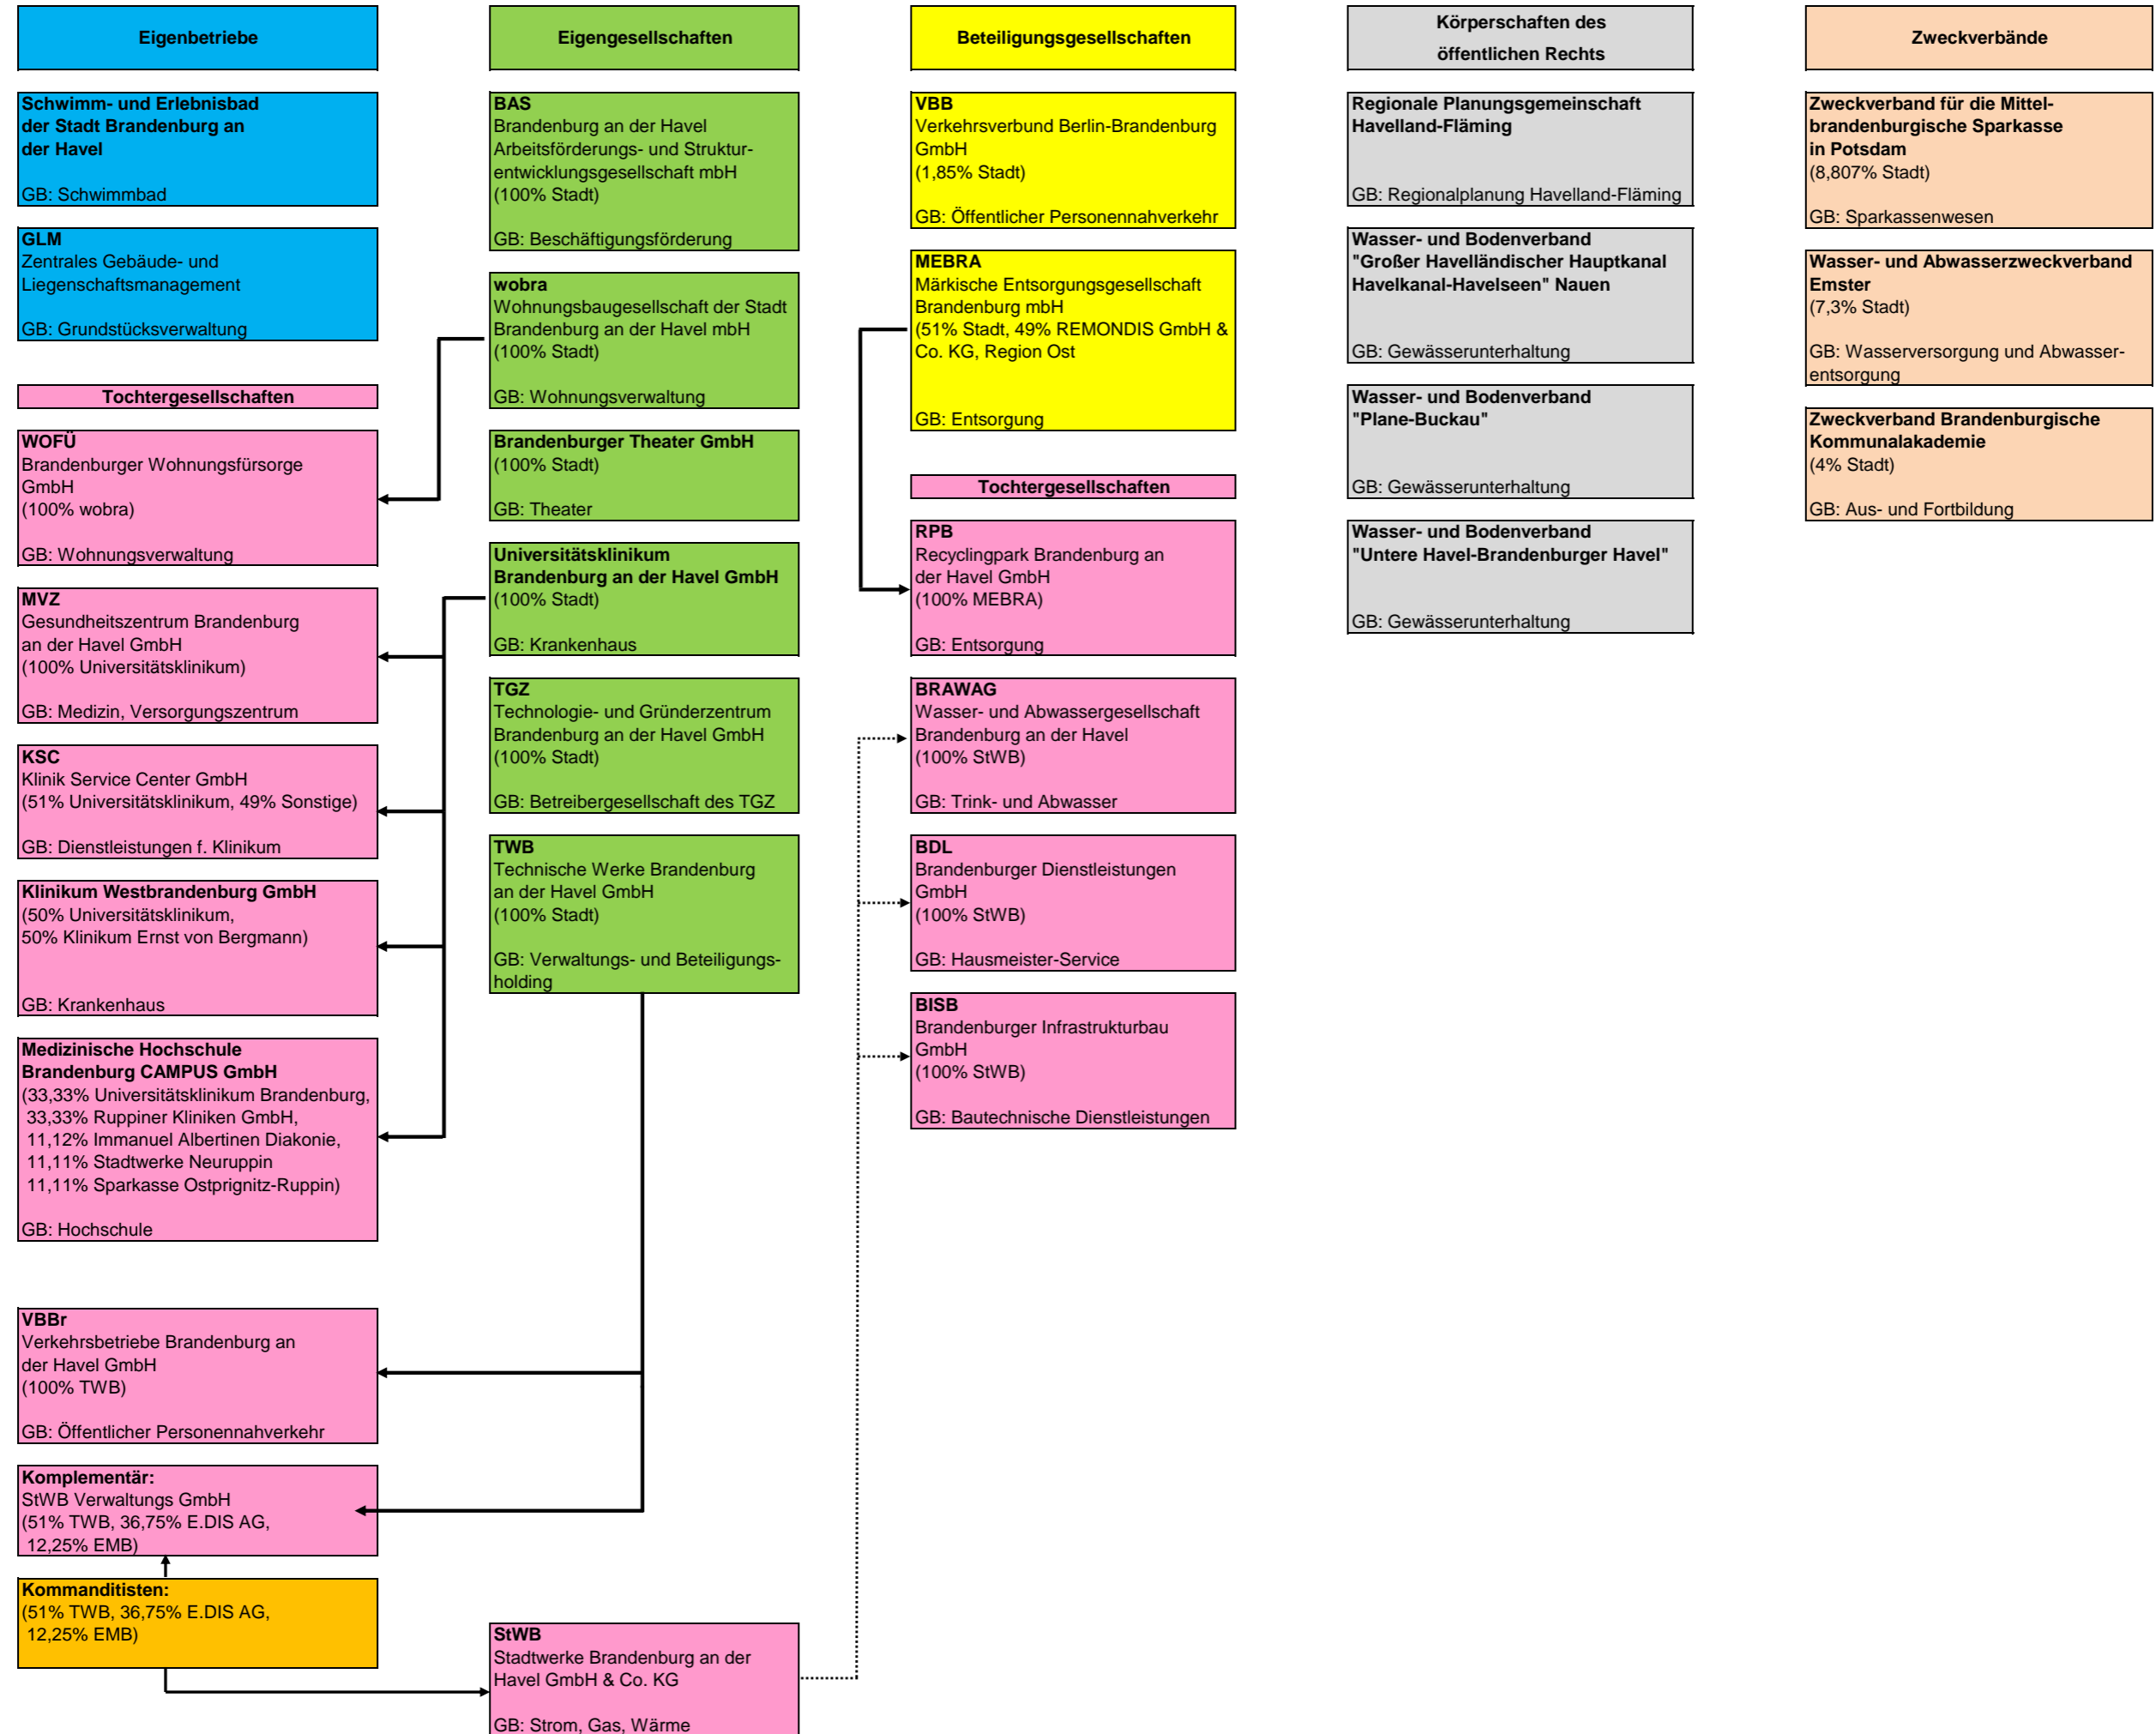 Eigenbetriebe
Schwimm- und Erlebnisbad
der Stadt Brandenburg an
der Havel
GB: Schwimmbad
GLM
Zentrales Gebäude- und
Liegenschaftsmanagement
GB: Grundstücksverwaltung
Tochtergesellschaften
WOFÜ
Brandenburger Wohnungsfürsorge
GmbH
(100% wobra)
GB: Wohnungsverwaltung
MVZ
Gesundheitszentrum Brandenburg
an der Havel GmbH
(100% Universitätsklinikum)
GB: Medizin, Versorgungszentrum
KSC
Klinik Service Center GmbH
(51% Universitätsklinikum, 49% Sonstige)
GB: Dienstleistungen f. Klinikum
Klinikum Westbrandenburg GmbH
(50% Universitätsklinikum,
50% Klinikum Ernst von Bergmann)
GB: Krankenhaus
Medizinische Hochschule
Brandenburg CAMPUS GmbH
(33,33% Universitätsklinikum Brandenburg,
33,33% Ruppiner Kliniken GmbH,
11,12% Immanuel Albertinen Diakonie,
11,11% Stadtwerke Neuruppin
11,11% Sparkasse Ostprignitz-Ruppin)
GB: Hochschule
VBBr
Verkehrsbetriebe Brandenburg an
der Havel GmbH
(100% TWB)
GB: Öffentlicher Personennahverkehr
Komplementär:
StWB Verwaltungs GmbH
(51% TWB, 36,75% E.DIS AG,
12,25% EMB)
Kommanditisten:
(51% TWB, 36,75% E.DIS AG,
12,25% EMB)
Eigengesellschaften
BAS
Brandenburg an der Havel
Arbeitsförderungs- und Struktur-
entwicklungsgesellschaft mbH
(100% Stadt)
GB: Beschäftigungsförderung
wobra
Wohnungsbaugesellschaft der Stadt
Brandenburg an der Havel mbH
(100% Stadt)
GB: Wohnungsverwaltung
Brandenburger Theater GmbH
(100% Stadt)
GB: Theater
Universitätsklinikum
Brandenburg an der Havel GmbH
(100% Stadt)
GB: Krankenhaus
TGZ
Technologie- und Gründerzentrum
Brandenburg an der Havel GmbH
(100% Stadt)
GB: Betreibergesellschaft des TGZ
TWB
Technische Werke Brandenburg
an der Havel GmbH
(100% Stadt)
GB: Verwaltungs- und Beteiligungs-
holding
StWB
Stadtwerke Brandenburg an der
Havel GmbH & Co. KG
GB: Strom, Gas, Wärme
Beteiligungsgesellschaften
VBB
Verkehrsverbund Berlin-Brandenburg
GmbH
(1,85% Stadt)
GB: Öffentlicher Personennahverkehr
MEBRA
Märkische Entsorgungsgesellschaft
Brandenburg mbH
(51% Stadt, 49% REMONDIS GmbH &
Co. KG, Region Ost
GB: Entsorgung
Tochtergesellschaften
RPB
Recyclingpark Brandenburg an
der Havel GmbH
(100% MEBRA)
GB: Entsorgung
BRAWAG
Wasser- und Abwassergesellschaft
Brandenburg an der Havel
(100% StWB)
GB: Trink- und Abwasser
BDL
Brandenburger Dienstleistungen
GmbH
(100% StWB)
GB: Hausmeister-Service
BISB
Brandenburger Infrastrukturbau
GmbH
(100% StWB)
GB: Bautechnische Dienstleistungen
Körperschaften des
öffentlichen Rechts
Regionale Planungsgemeinschaft
Havelland-Fläming
GB: Regionalplanung Havelland-Fläming
Wasser- und Bodenverband
"Großer Havelländischer Hauptkanal
Havelkanal-Havelseen" Nauen
GB: Gewässerunterhaltung
Wasser- und Bodenverband
"Plane-Buckau"
GB: Gewässerunterhaltung
Wasser- und Bodenverband
"Untere Havel-Brandenburger Havel"
GB: Gewässerunterhaltung
Zweckverbände
Zweckverband für die Mittel-
brandenburgische Sparkasse
in Potsdam
(8,807% Stadt)
GB: Sparkassenwesen
Wasser- und Abwasserzweckverband
Emster
(7,3% Stadt)
GB: Wasserversorgung und Abwasser-
entsorgung
Zweckverband Brandenburgische
Kommunalakademie
(4% Stadt)
GB: Aus- und Fortbildung